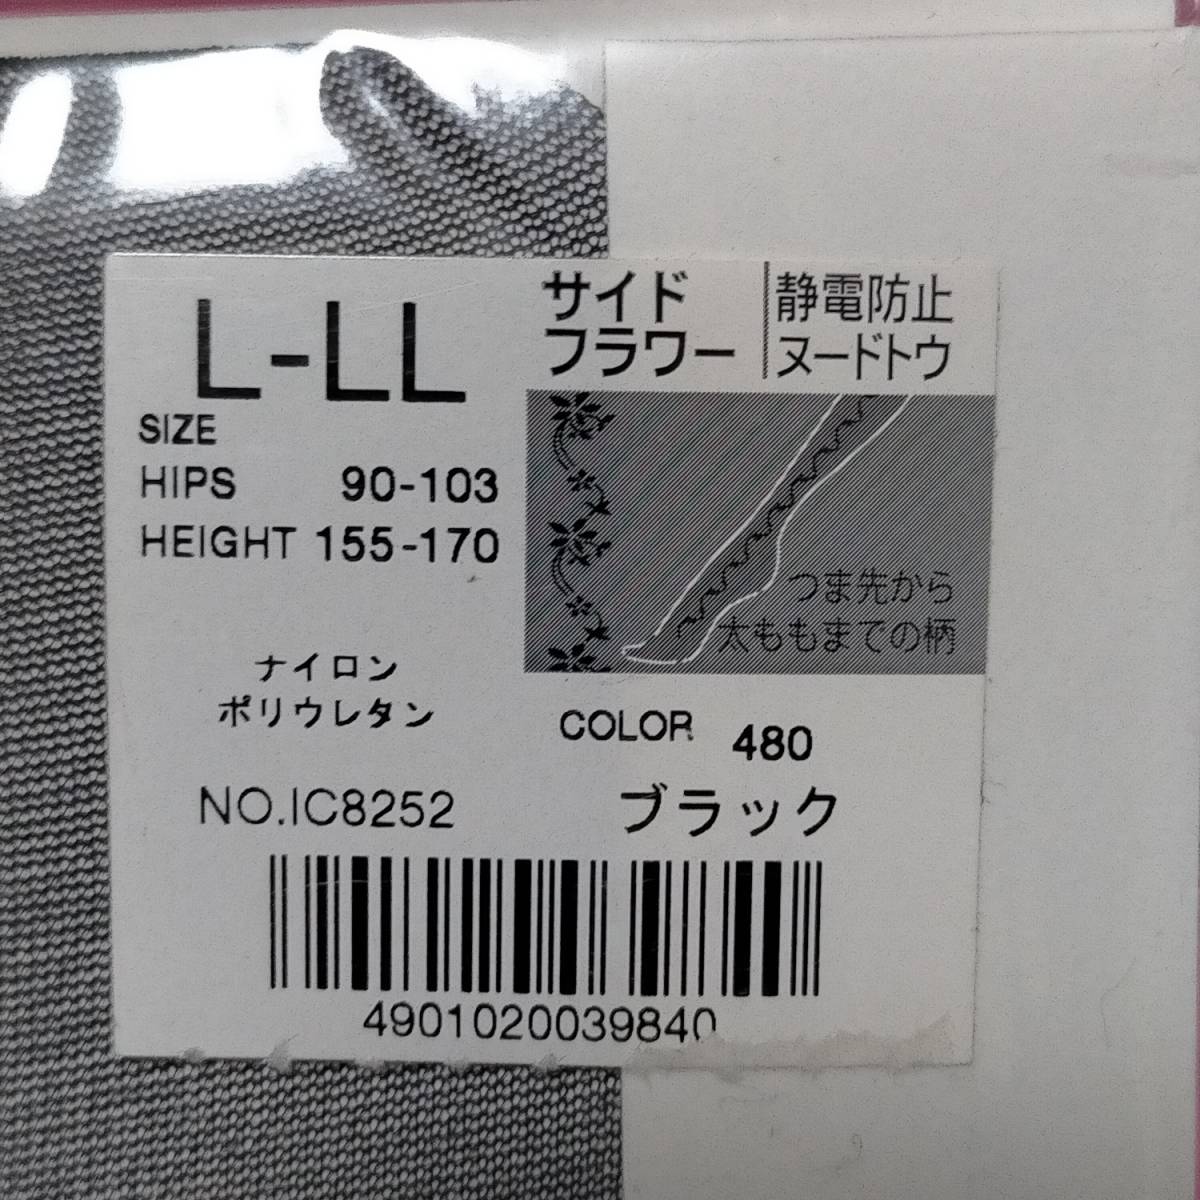 L-LL
SIZE
HIPS 90-103
HEIGHT 155-170
サイド
フラワー
静電防止
ヌードトウ
つま先から
太ももまでの柄
ナイロン
ポリウレタン
COLOR 480
NO.IC8252
ブラック
4901020039840